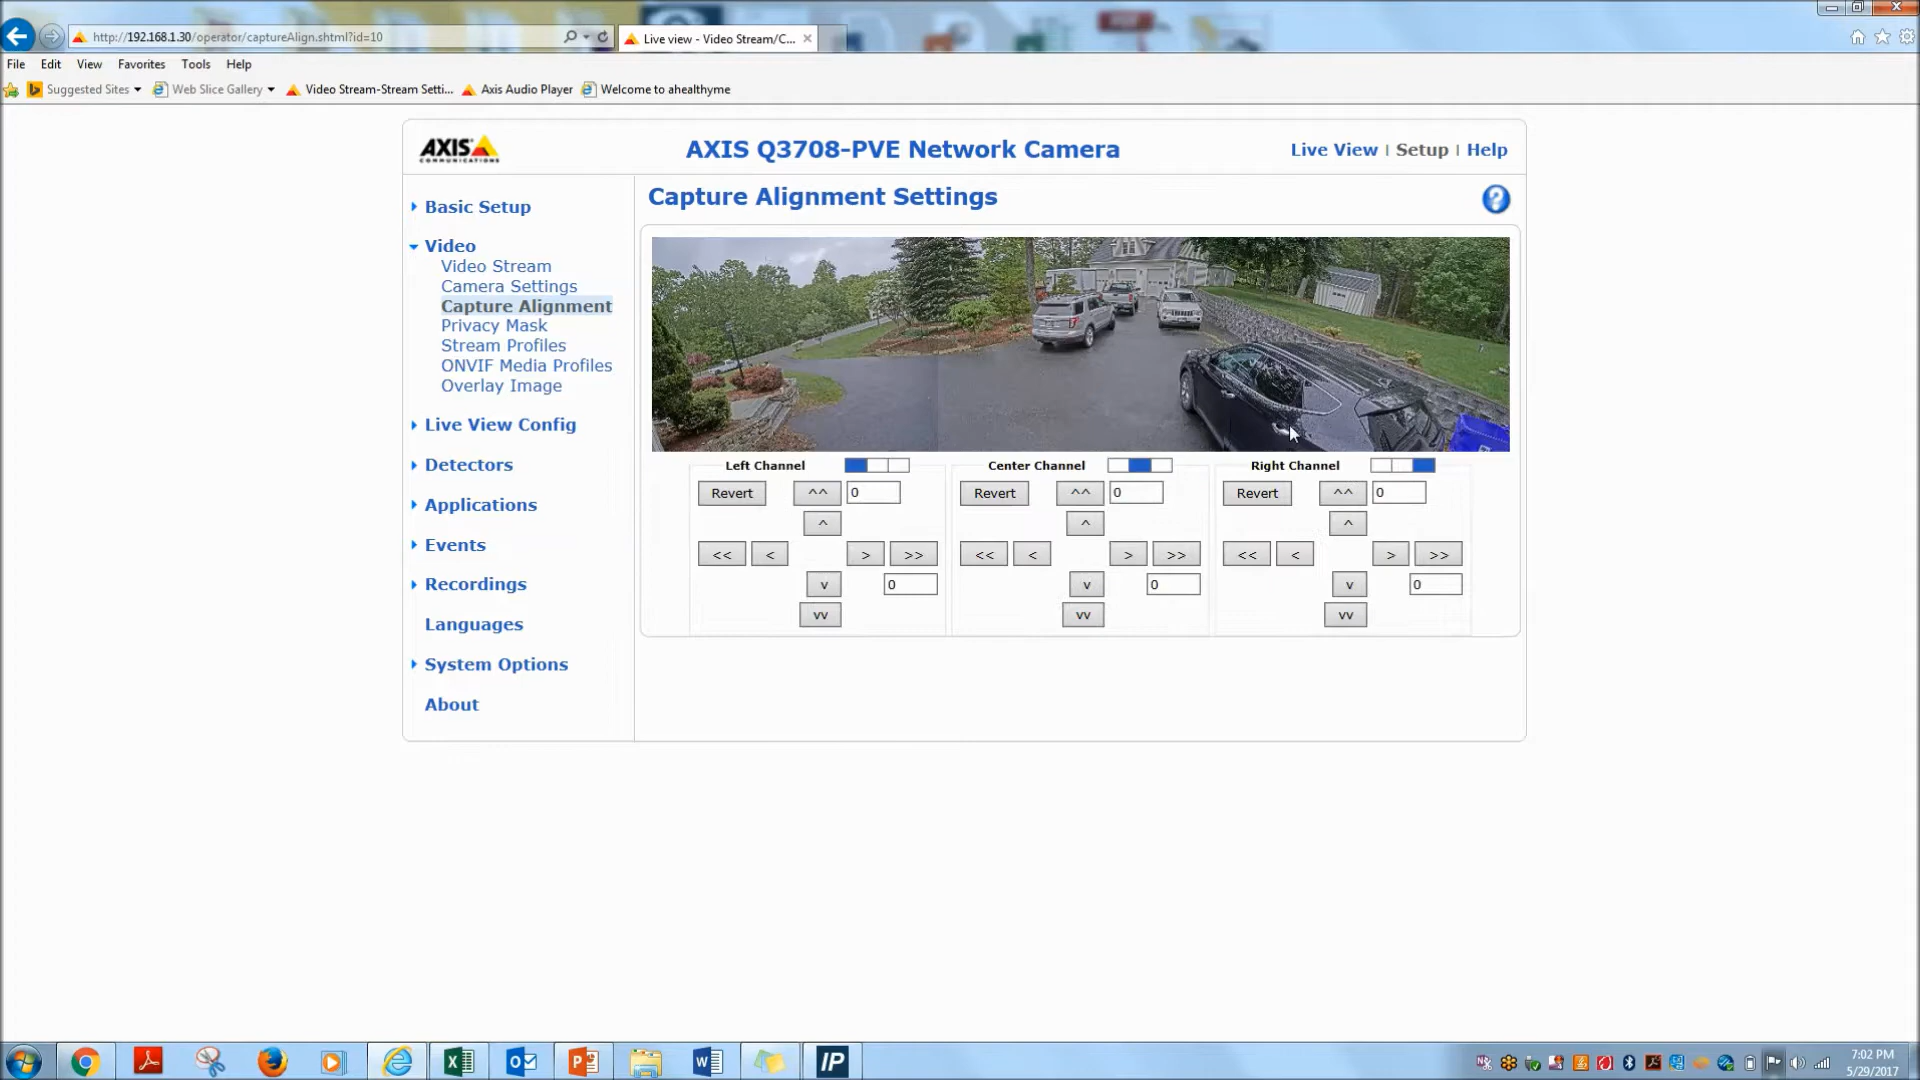 http://192.168.1.30/operator/captureAlign.shtml?id=10
Live view - Video Stream/C...
File Edit View Favorites Tools Help
Suggested Sites Web Slice Gallery Video Stream-Stream Setti... Axis Audio Player Welcome to ahealthyme
AXIS COMMUNICATIONS
AXIS Q3708-PVE Network Camera
Live View | Setup | Help
Basic Setup
Video
Video Stream
Camera Settings
Capture Alignment
Privacy Mask
Stream Profiles
ONVIF Media Profiles
Overlay Image
Live View Config
Detectors
Applications
Events
Recordings
Languages
System Options
About
Capture Alignment Settings
?
Left Channel Center Channel Right Channel
Revert ^^ 0 Revert ^^ 0 Revert ^^ 0
^ ^ ^
<< < > >> << < > >> << < > >>
v 0 v 0 v 0
vv vv vv
IP
7:02 PM
5/29/2017